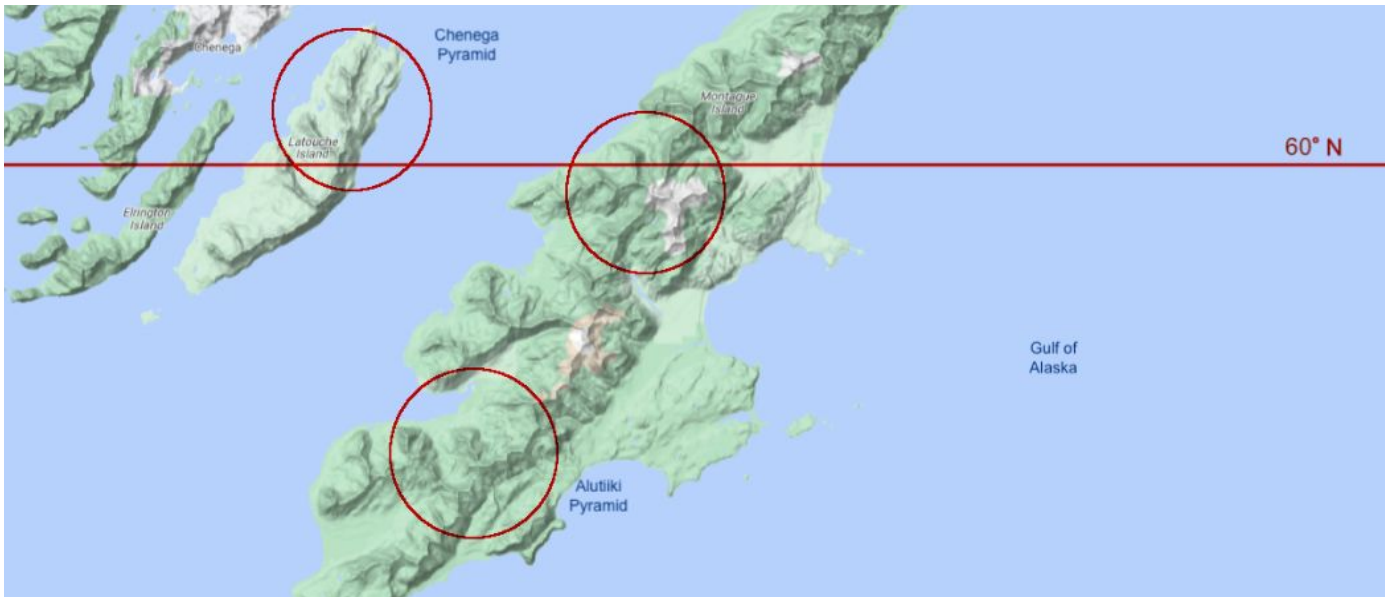 Chenega
Pyramid
Chenega
Montague
Island
60° N
Latouche
Island
Elrington
Island
Gulf of
Alaska
Alutiiki
Pyramid